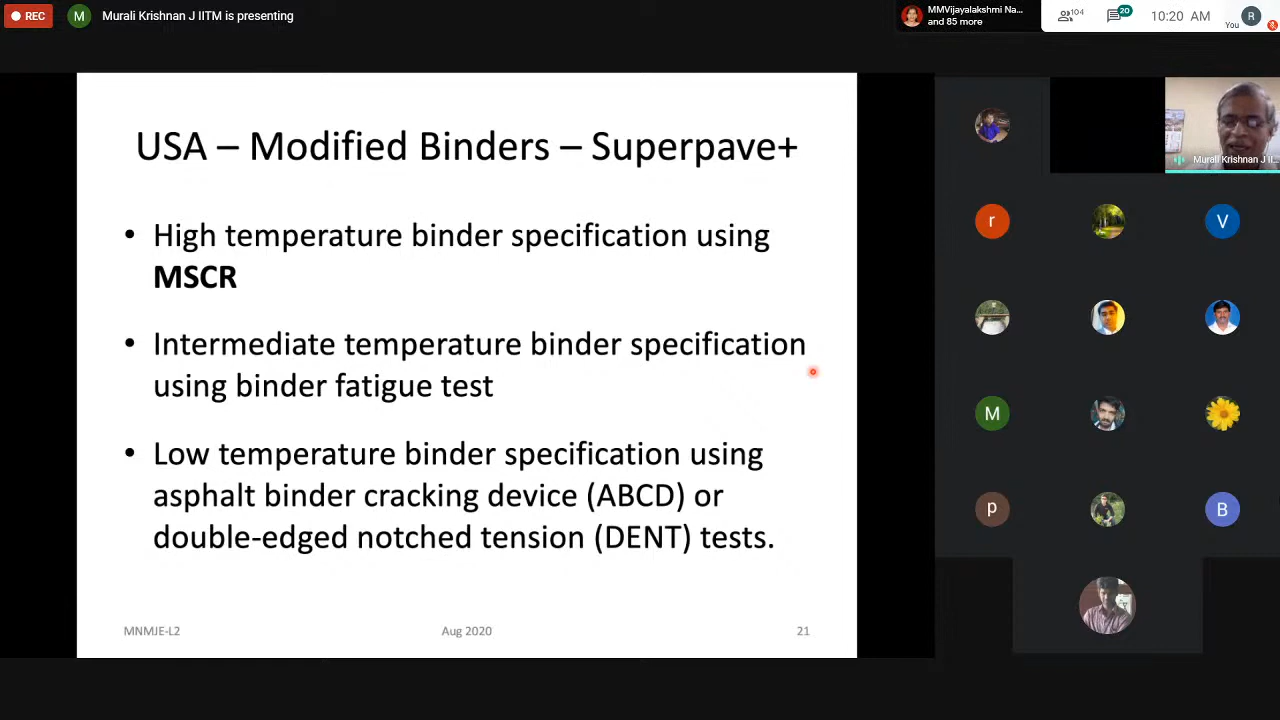 REC
M
Murali Krishnan J IITM is presenting
MMVijayalakshmi Na...
and 85 more
104
20
10:20 AM
You
R
USA – Modified Binders – Superpave+
• High temperature binder specification using
MSCR
• Intermediate temperature binder specification
using binder fatigue test
• Low temperature binder specification using
asphalt binder cracking device (ABCD) or
double-edged notched tension (DENT) tests.
MNMJE-L2
Aug 2020
21
Murali Krishnan J II...
r
V
M
p
B